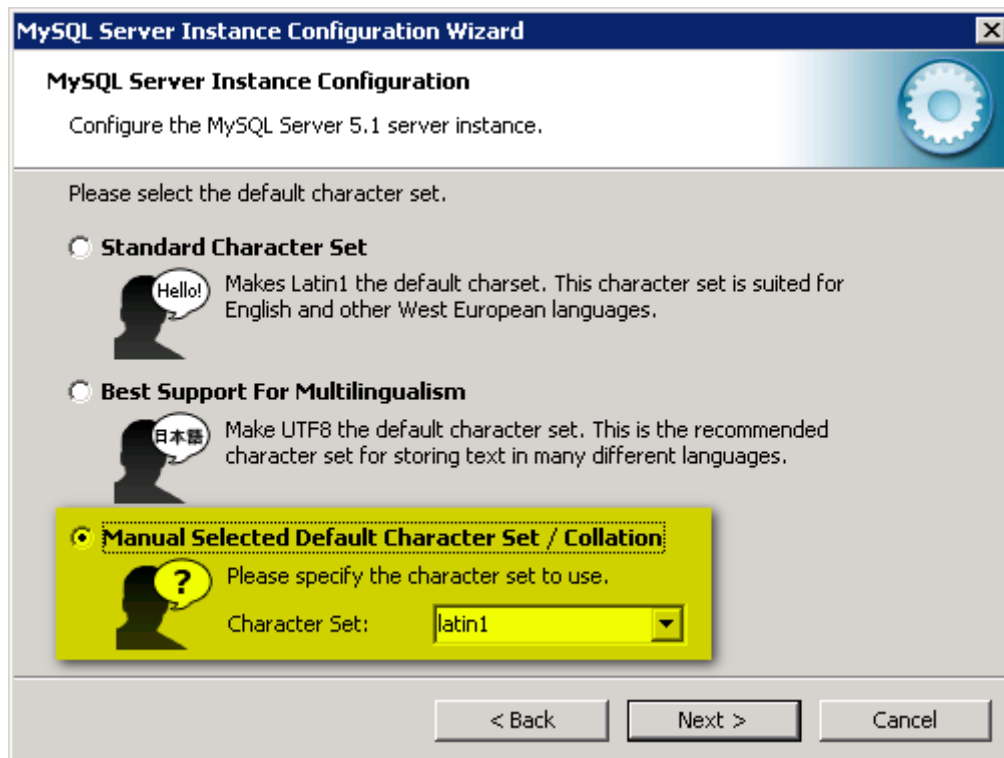 MySQL Server Instance Configuration Wizard
MySQL Server Instance Configuration
Configure the MySQL Server 5.1 server instance.
Please select the default character set.
Standard Character Set
Hello!
Makes Latin1 the default charset. This character set is suited for
English and other West European languages.
Best Support For Multilingualism
日本語
Make UTF8 the default character set. This is the recommended
character set for storing text in many different languages.
Manual Selected Default Character Set / Collation
?
Please specify the character set to use.
Character Set: latin1
< Back Next > Cancel